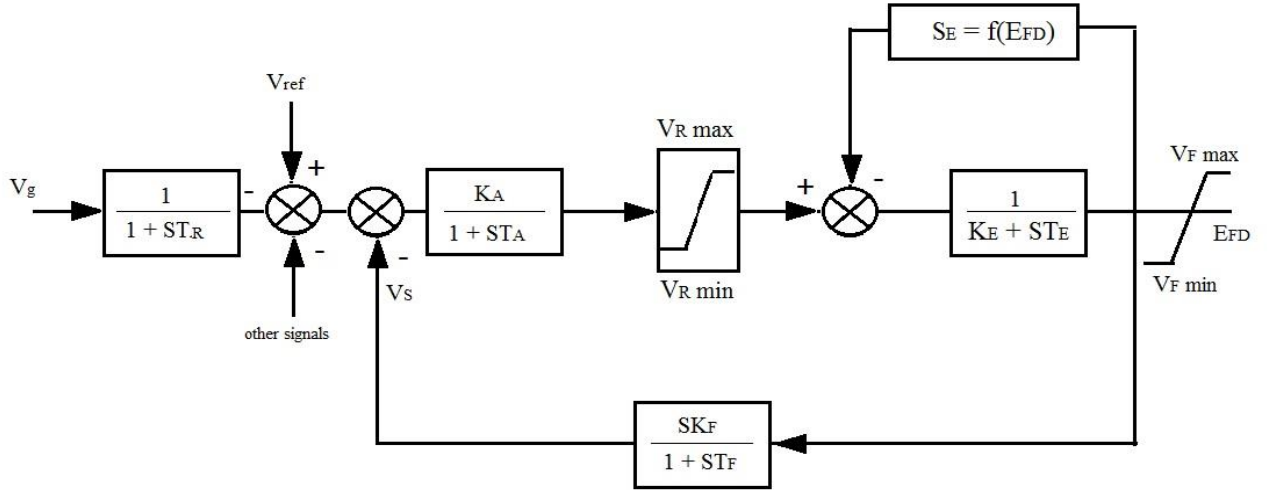 SE = f(EFD)
Vref
VR max
VF max
Vg
-
+
1
1 + ST.R
KA
1 + STA
+
-
1
KE + STE
EFD
-
-
VS
VR min
VF min
other signals
SKF
1 + STF